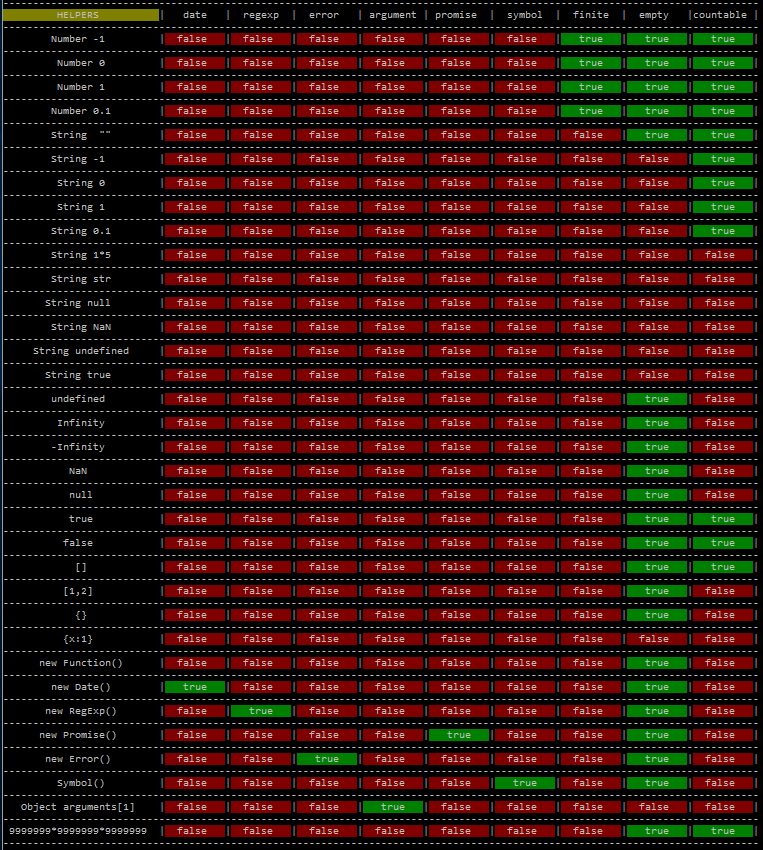 HELPERS | date | regexp | error | argument | promise | symbol | finite | empty |countable |
Number -1 | false | false | false | false | false | false | true | true | true |
Number 0 | false | false | false | false | false | false | true | true | true |
Number 1 | false | false | false | false | false | false | true | true | true |
Number 0.1 | false | false | false | false | false | false | true | true | true |
String "" | false | false | false | false | false | false | false | true | true |
String -1 | false | false | false | false | false | false | false | false | true |
String 0 | false | false | false | false | false | false | false | false | true |
String 1 | false | false | false | false | false | false | false | false | true |
String 0.1 | false | false | false | false | false | false | false | false | true |
String 1*5 | false | false | false | false | false | false | false | false | false |
String str | false | false | false | false | false | false | false | false | false |
String null | false | false | false | false | false | false | false | false | false |
String NaN | false | false | false | false | false | false | false | false | false |
String undefined | false | false | false | false | false | false | false | false | false |
String true | false | false | false | false | false | false | false | false | false |
undefined | false | false | false | false | false | false | false | true | false |
Infinity | false | false | false | false | false | false | false | true | false |
-Infinity | false | false | false | false | false | false | false | true | false |
NaN | false | false | false | false | false | false | false | true | false |
null | false | false | false | false | false | false | false | true | false |
true | false | false | false | false | false | false | false | true | true |
false | false | false | false | false | false | false | false | true | true |
[] | false | false | false | false | false | false | false | true | true |
[1,2] | false | false | false | false | false | false | false | true | false |
{} | false | false | false | false | false | false | false | true | false |
{x:1} | false | false | false | false | false | false | false | false | false |
new Function() | false | false | false | false | false | false | false | true | false |
new Date() | true | false | false | false | false | false | false | true | false |
new RegExp() | false | true | false | false | false | false | false | true | false |
new Promise() | false | false | false | false | true | false | false | true | false |
new Error() | false | false | true | false | false | false | false | true | false |
Symbol() | false | false | false | false | false | true | false | true | false |
Object arguments[1] | false | false | false | true | false | false | false | false | false |
9999999*9999999*9999999 | false | false | false | false | false | false | false | true | true |